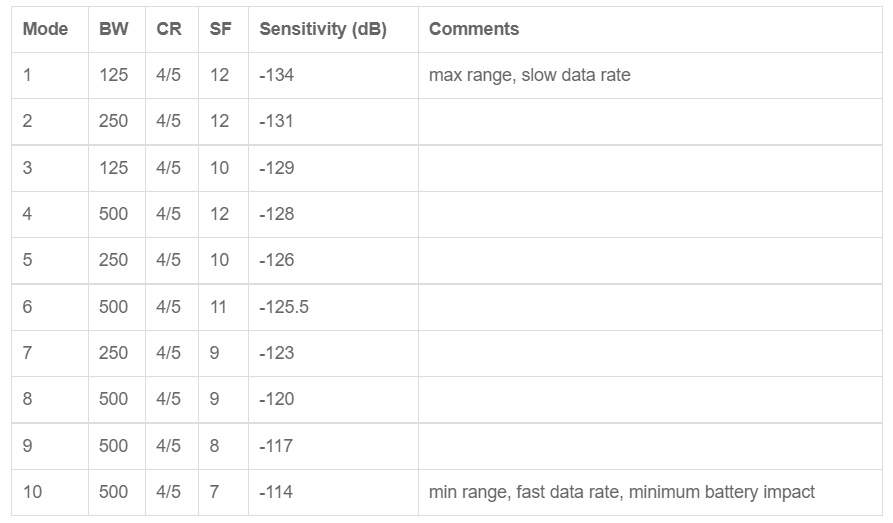 Mode BW CR SF Sensitivity (dB) Comments
1 125 4/5 12 -134 max range, slow data rate
2 250 4/5 12 -131
3 125 4/5 10 -129
4 500 4/5 12 -128
5 250 4/5 10 -126
6 500 4/5 11 -125.5
7 250 4/5 9 -123
8 500 4/5 9 -120
9 500 4/5 8 -117
10 500 4/5 7 -114 min range, fast data rate, minimum battery impact